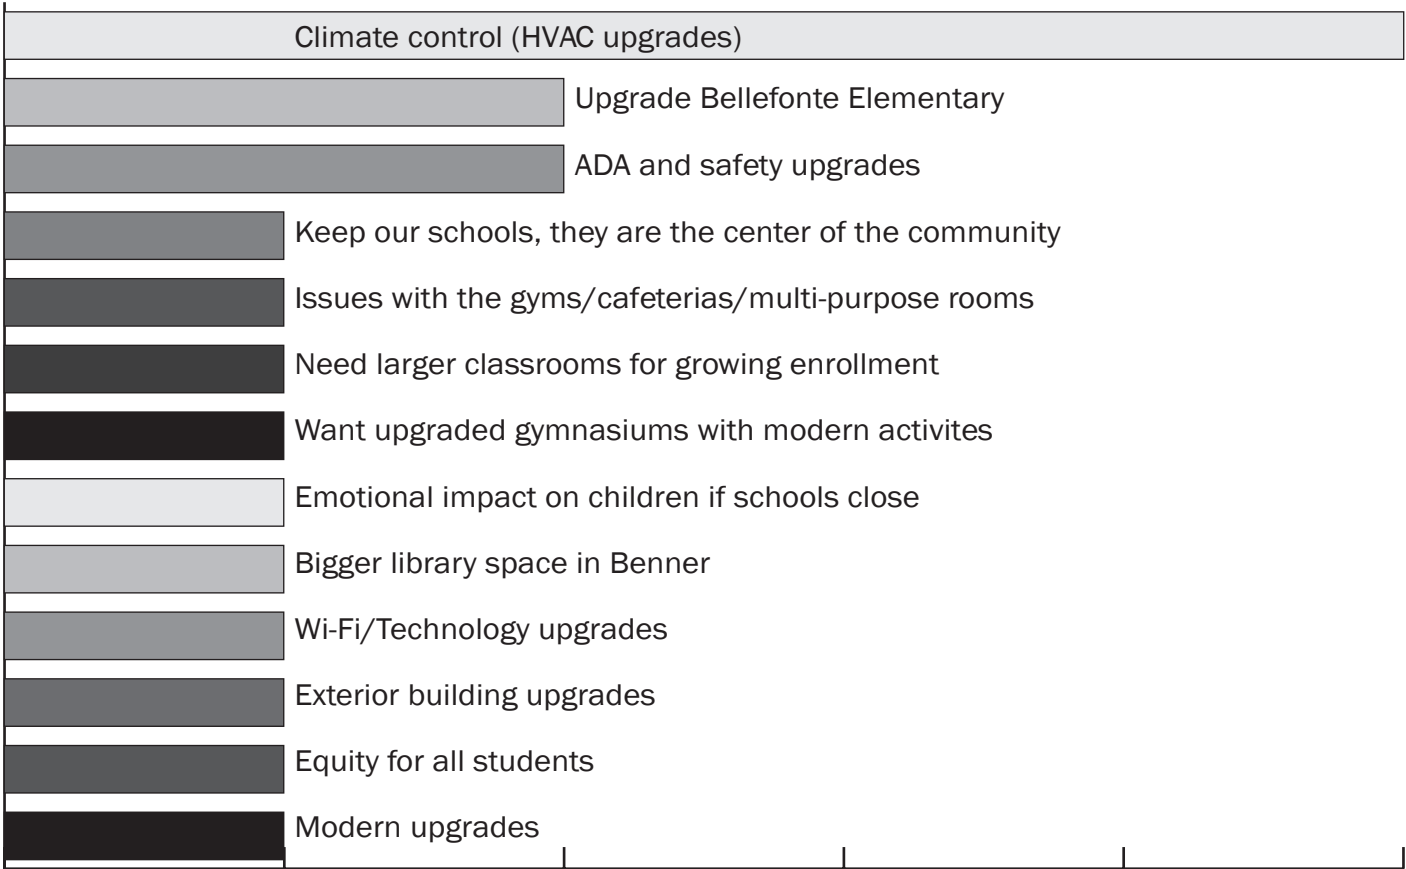 Climate control (HVAC upgrades)
Upgrade Bellefonte Elementary
ADA and safety upgrades
Keep our schools, they are the center of the community
Issues with the gyms/cafeterias/multi-purpose rooms
Need larger classrooms for growing enrollment
Want upgraded gymnasiums with modern activites
Emotional impact on children if schools close
Bigger library space in Benner
Wi-Fi/Technology upgrades
Exterior building upgrades
Equity for all students
Modern upgrades